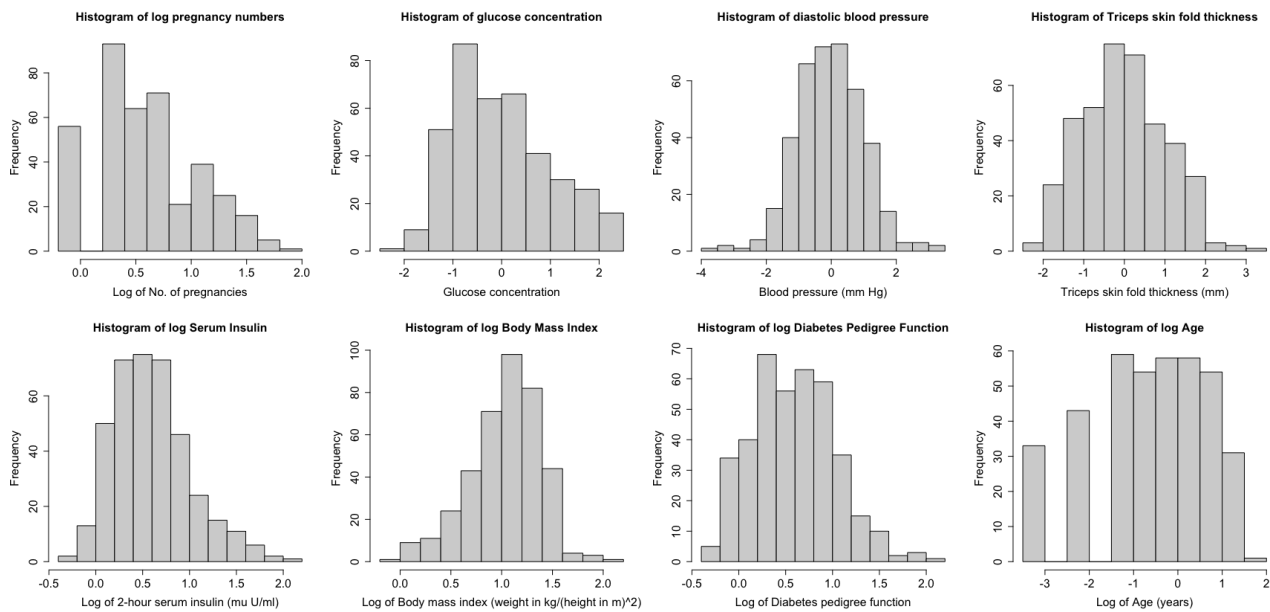 Histogram of log pregnancy numbers
Frequency
0 20 40 60 80
0.0 0.5 1.0 1.5 2.0
Log of No. of pregnancies
Histogram of glucose concentration
Frequency
0 20 40 60 80
-2 -1 0 1 2
Glucose concentration
Histogram of diastolic blood pressure
Frequency
0 20 40 60
-4 -2 0 2
Blood pressure (mm Hg)
Histogram of Triceps skin fold thickness
Frequency
0 20 40 60
-2 -1 0 1 2 3
Triceps skin fold thickness (mm)
Histogram of log Serum Insulin
Frequency
0 20 40 60
-0.5 0.0 0.5 1.0 1.5 2.0
Log of 2-hour serum insulin (mu U/ml)
Histogram of log Body Mass Index
Frequency
0 20 40 60 80 100
0.0 0.5 1.0 1.5 2.0
Log of Body mass index (weight in kg/(height in m)^2)
Histogram of log Diabetes Pedigree Function
Frequency
0 10 20 30 40 50 60 70
-0.5 0.0 0.5 1.0 1.5 2.0
Log of Diabetes pedigree function
Histogram of log Age
Frequency
0 10 20 30 40 50 60
-3 -2 -1 0 1 2
Log of Age (years)